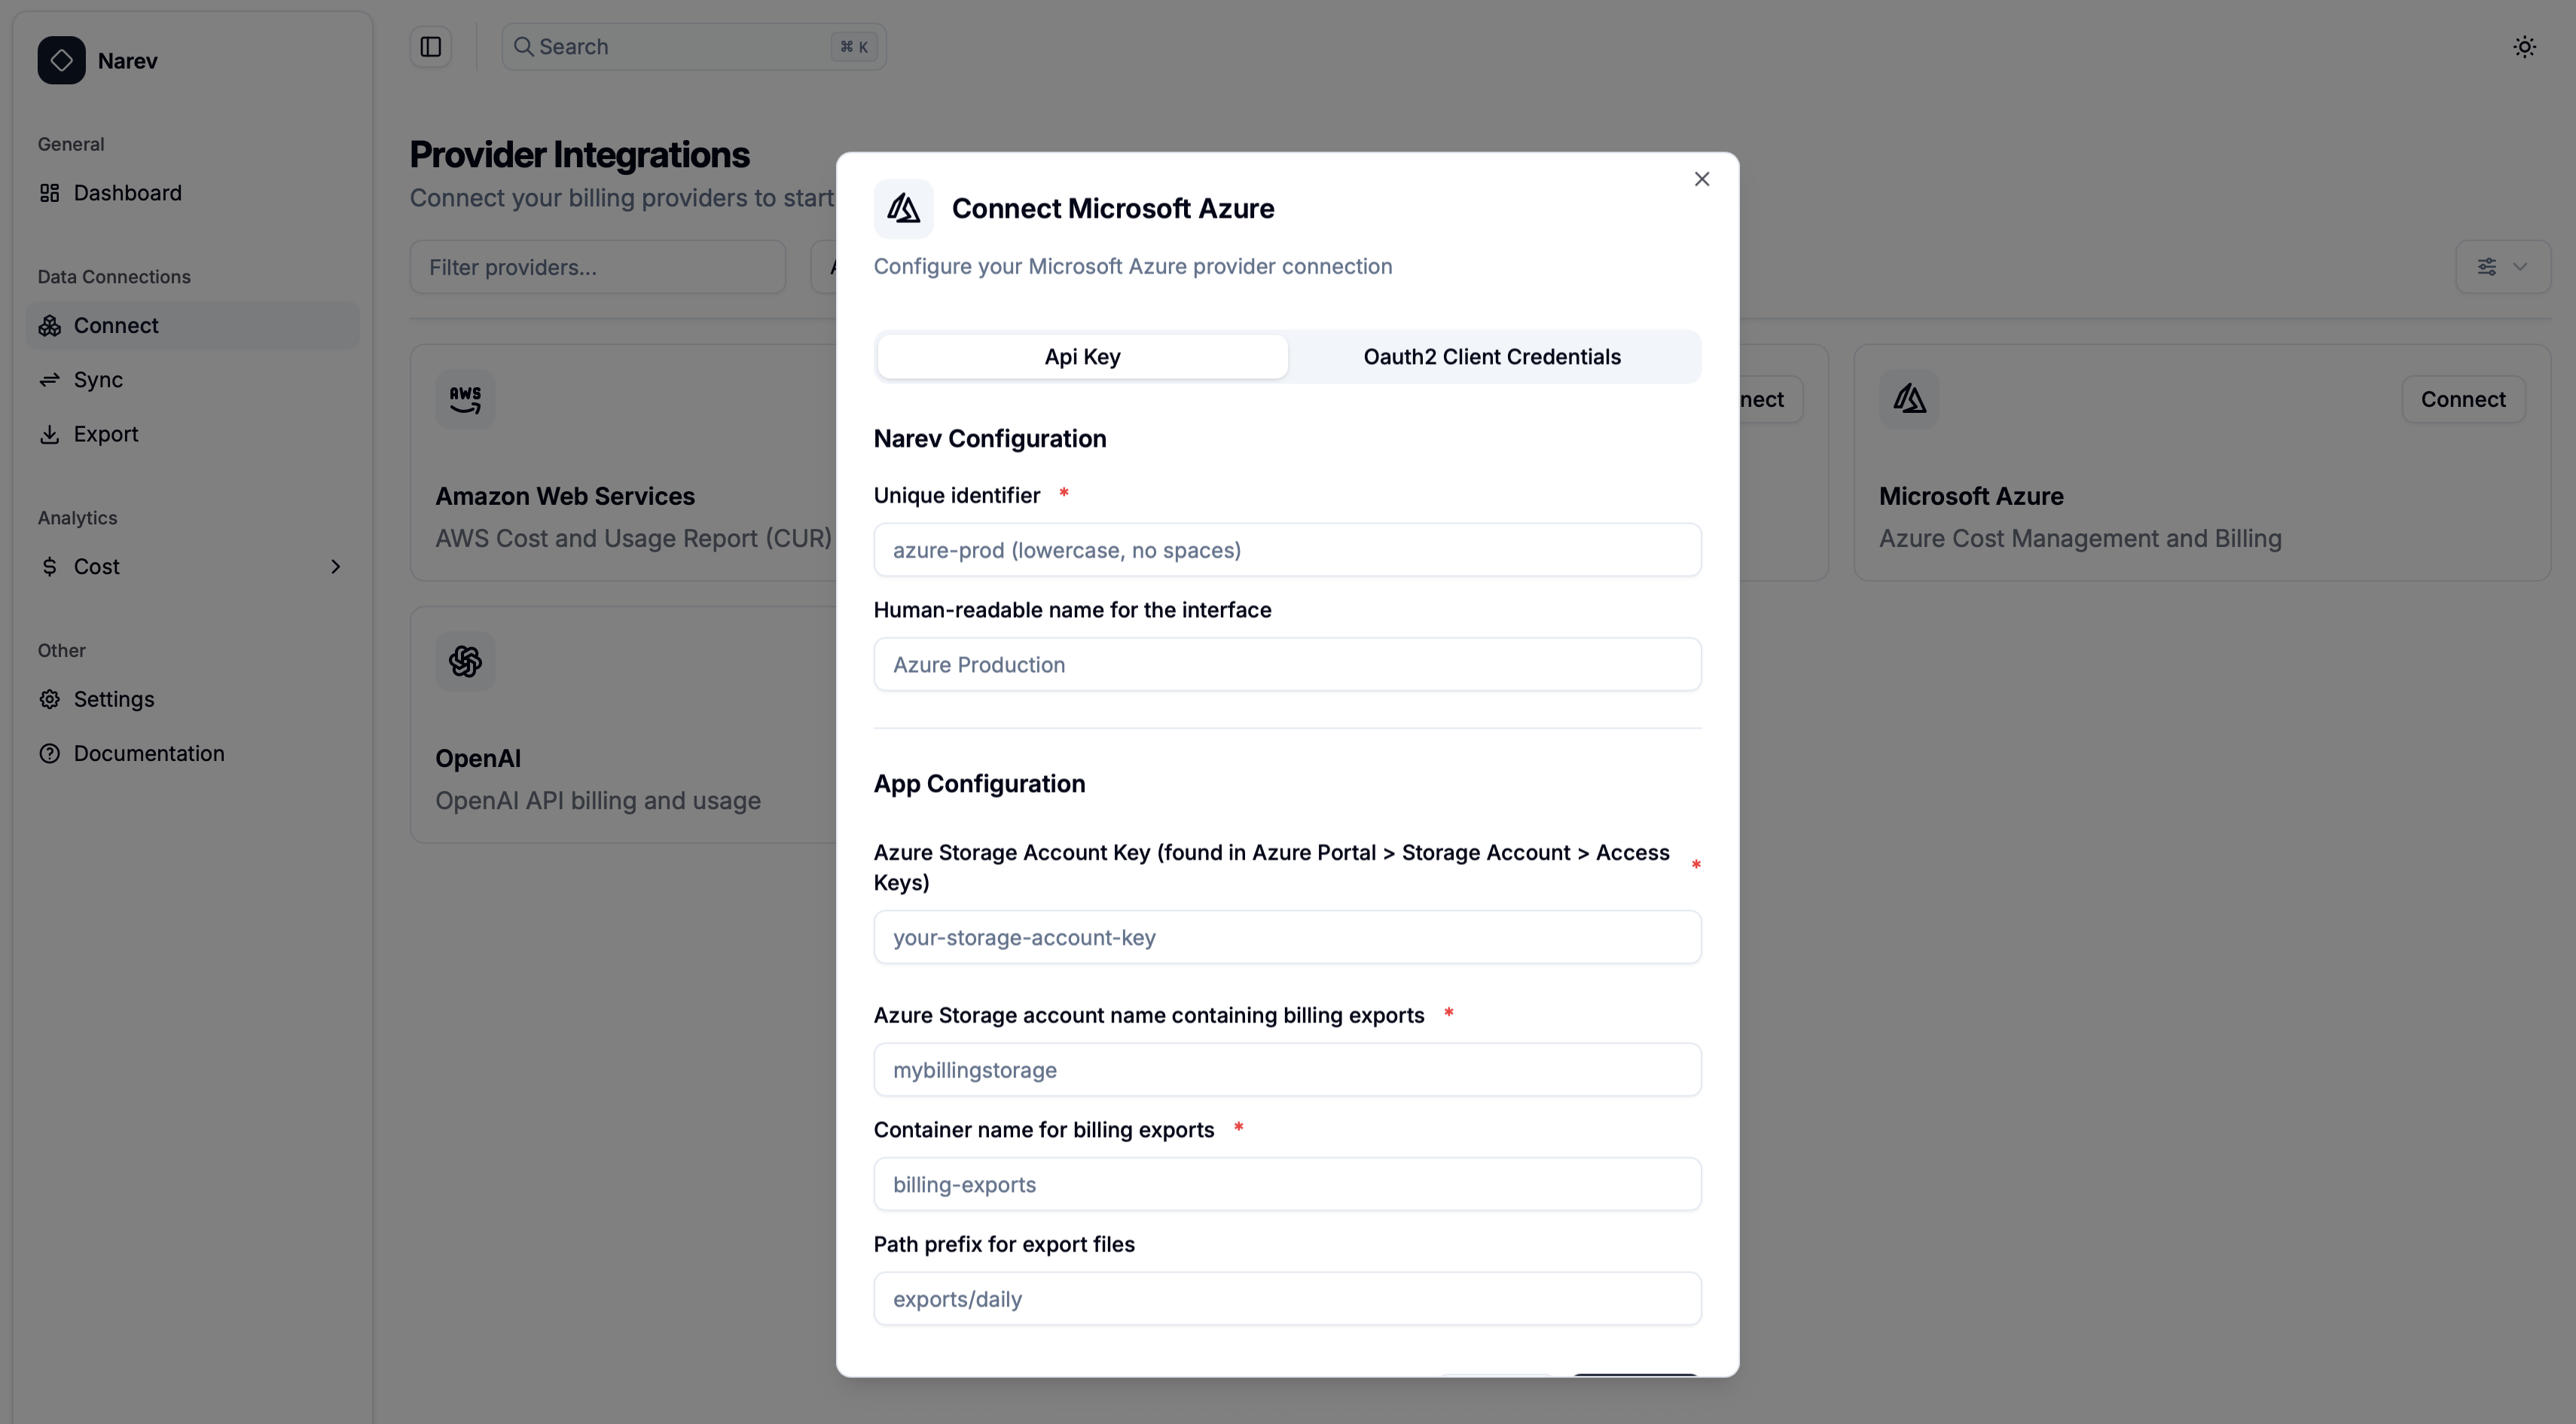 Narev
General
Dashboard
Data Connections
Connect
Sync
Export
Analytics
Cost
Other
Settings
Documentation
Search
⌘ K
Provider Integrations
Connect your billing providers to start
Filter providers...
AWS
Amazon Web Services
AWS Cost and Usage Report (CUR)
nect
Connect
Microsoft Azure
Azure Cost Management and Billing
OpenAI
OpenAI API billing and usage
Connect Microsoft Azure
Configure your Microsoft Azure provider connection
Api Key
Oauth2 Client Credentials
Narev Configuration
Unique identifier *
azure-prod (lowercase, no spaces)
Human-readable name for the interface
Azure Production
App Configuration
Azure Storage Account Key (found in Azure Portal > Storage Account > Access
Keys) *
your-storage-account-key
Azure Storage account name containing billing exports *
mybillingstorage
Container name for billing exports *
billing-exports
Path prefix for export files
exports/daily